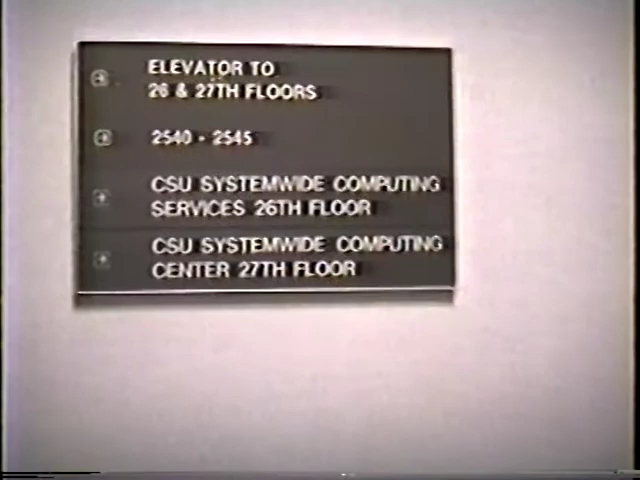 ELEVATOR TO
26 & 27TH FLOORS
2540 - 2545
CSU SYSTEMWIDE COMPUTING
SERVICES 26TH FLOOR
CSU SYSTEMWIDE COMPUTING
CENTER 27TH FLOOR